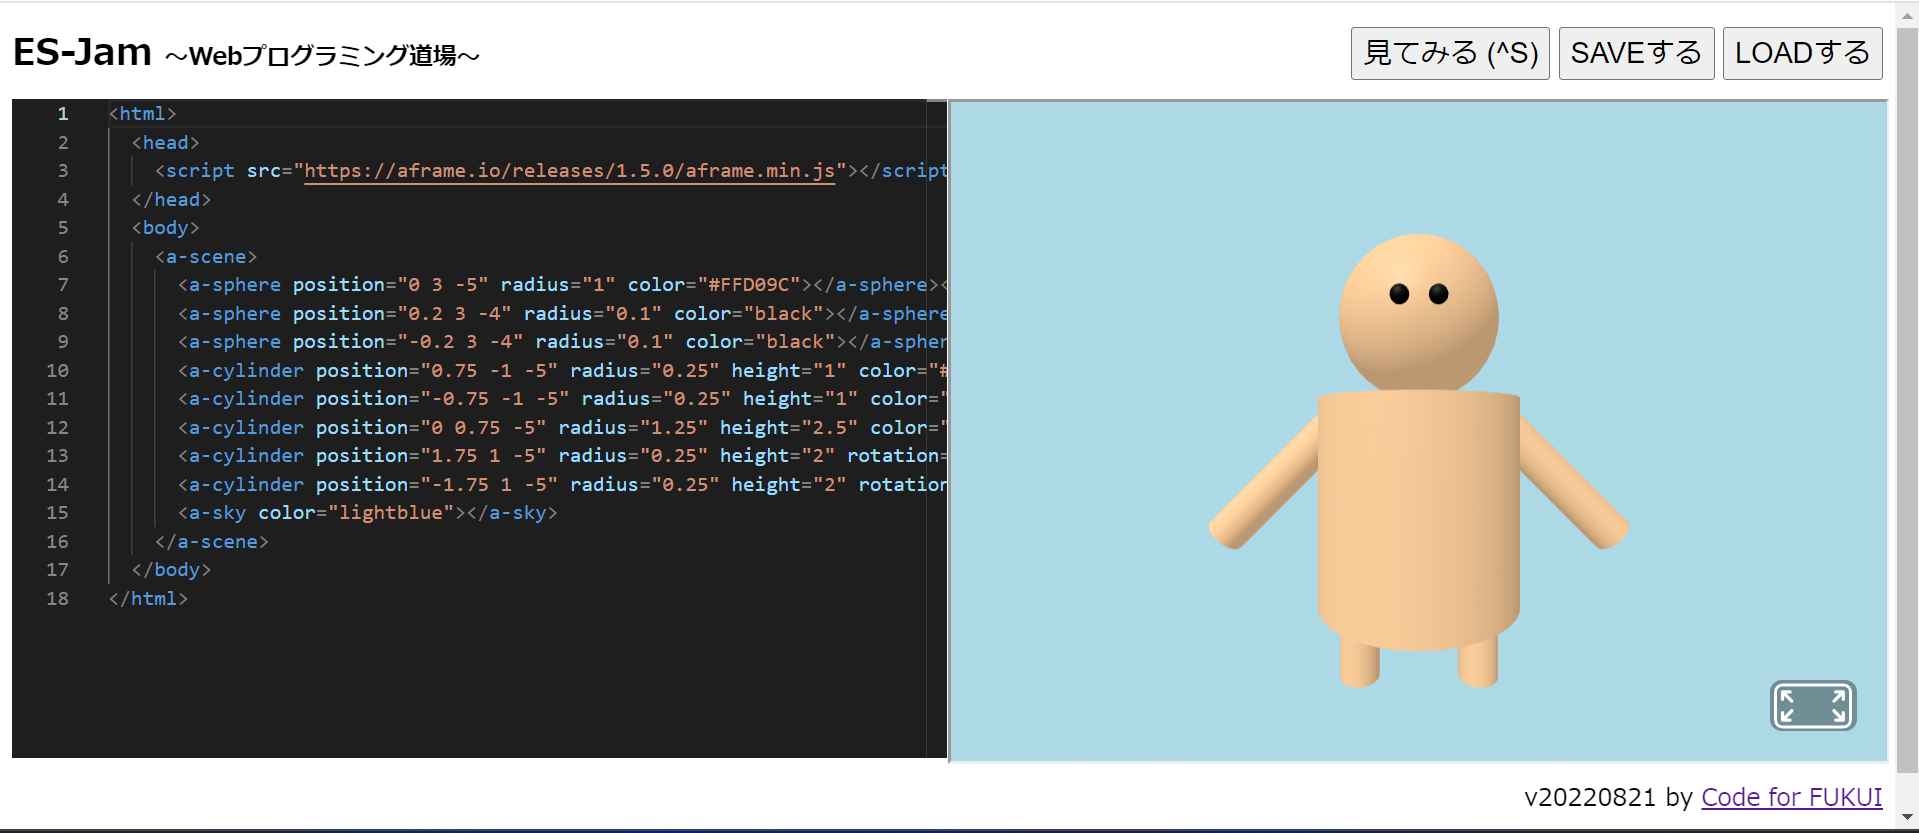 ES-Jam ～Webプログラミング道場～
見てみる (^S) SAVEする LOADする
1 <html>
2 <head>
3 <script src="https://aframe.io/releases/1.5.0/aframe.min.js"></script
4 </head>
5 <body>
6 <a-scene>
7 <a-sphere position="0 3 -5" radius="1" color="#FFD09C"></a-sphere><
8 <a-sphere position="0.2 3 -4" radius="0.1" color="black"></a-sphere
9 <a-sphere position="-0.2 3 -4" radius="0.1" color="black"></a-spher
10 <a-cylinder position="0.75 -1 -5" radius="0.25" height="1" color="#
11 <a-cylinder position="-0.75 -1 -5" radius="0.25" height="1" color="
12 <a-cylinder position="0 0.75 -5" radius="1.25" height="2.5" color="
13 <a-cylinder position="1.75 1 -5" radius="0.25" height="2" rotation=
14 <a-cylinder position="-1.75 1 -5" radius="0.25" height="2" rotation
15 <a-sky color="lightblue"></a-sky>
16 </a-scene>
17 </body>
18 </html>
v20220821 by Code for FUKUI